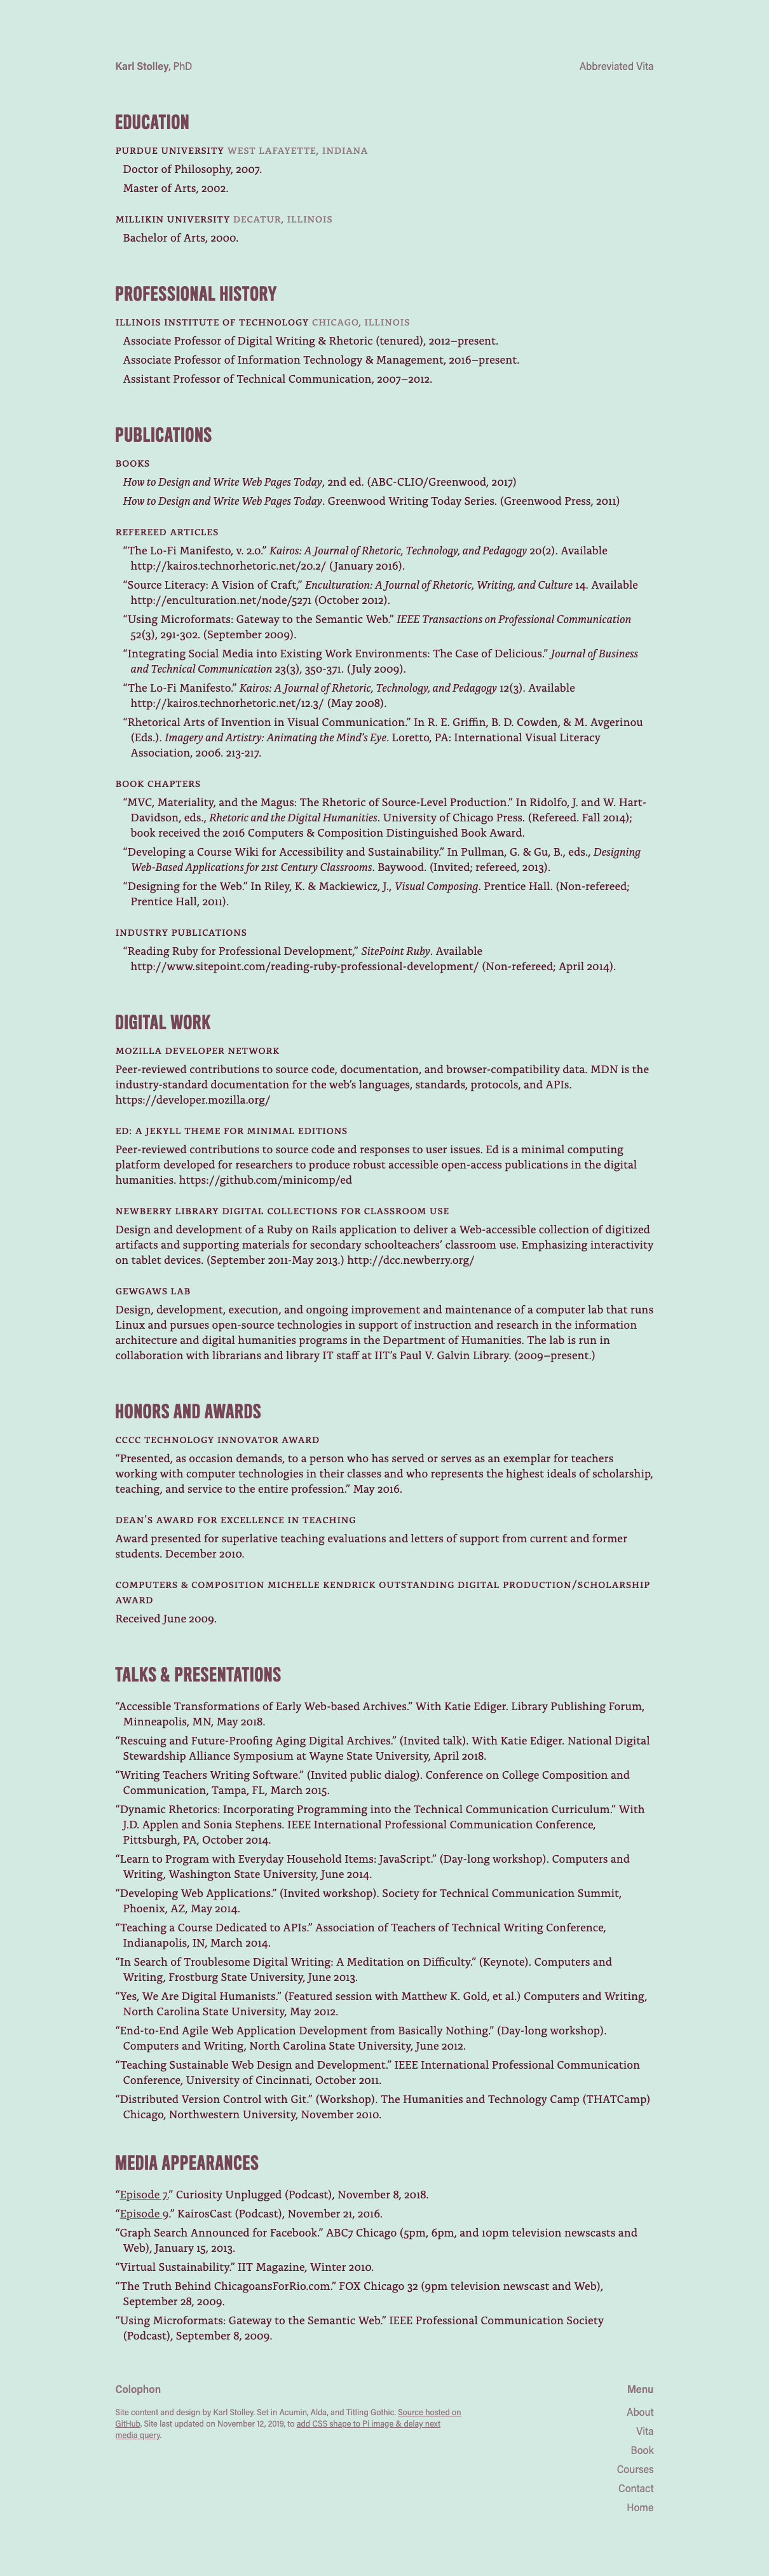 Karl Stolley, PhD
Abbreviated Vita
EDUCATION
PURDUE UNIVERSITY WEST LAFAYETTE, INDIANA
Doctor of Philosophy, 2007.
Master of Arts, 2002.
MILLIKIN UNIVERSITY DECATUR, ILLINOIS
Bachelor of Arts, 2000.
PROFESSIONAL HISTORY
ILLINOIS INSTITUTE OF TECHNOLOGY CHICAGO, ILLINOIS
Associate Professor of Digital Writing & Rhetoric (tenured), 2012–present.
Associate Professor of Information Technology & Management, 2016–present.
Assistant Professor of Technical Communication, 2007–2012.
PUBLICATIONS
BOOKS
How to Design and Write Web Pages Today, 2nd ed. (ABC-CLIO/Greenwood, 2017)
How to Design and Write Web Pages Today. Greenwood Writing Today Series. (Greenwood Press, 2011)
REFEREED ARTICLES
“The Lo-Fi Manifesto, v. 2.0.” Kairos: A Journal of Rhetoric, Technology, and Pedagogy 20(2). Available
http://kairos.technorhetoric.net/20.2/ (January 2016).
“Source Literacy: A Vision of Craft,” Enculturation: A Journal of Rhetoric, Writing, and Culture 14. Available
http://enculturation.net/node/5271 (October 2012).
“Using Microformats: Gateway to the Semantic Web.” IEEE Transactions on Professional Communication
52(3), 291-302. (September 2009).
“Integrating Social Media into Existing Work Environments: The Case of Delicious.” Journal of Business
and Technical Communication 23(3), 350-371. (July 2009).
“The Lo-Fi Manifesto.” Kairos: A Journal of Rhetoric, Technology, and Pedagogy 12(3). Available
http://kairos.technorhetoric.net/12.3/ (May 2008).
“Rhetorical Arts of Invention in Visual Communication.” In R. E. Griffin, B. D. Cowden, & M. Avgerinou
(Eds.). Imagery and Artistry: Animating the Mind’s Eye. Loretto, PA: International Visual Literacy
Association, 2006. 213-217.
BOOK CHAPTERS
“MVC, Materiality, and the Magus: The Rhetoric of Source-Level Production.” In Ridolfo, J. and W. Hart-
Davidson, eds., Rhetoric and the Digital Humanities. University of Chicago Press. (Refereed. Fall 2014);
book received the 2016 Computers & Composition Distinguished Book Award.
“Developing a Course Wiki for Accessibility and Sustainability.” In Pullman, G. & Gu, B., eds., Designing
Web-Based Applications for 21st Century Classrooms. Baywood. (Invited; refereed, 2013).
“Designing for the Web.” In Riley, K. & Mackiewicz, J., Visual Composing. Prentice Hall. (Non-refereed;
Prentice Hall, 2011).
INDUSTRY PUBLICATIONS
“Reading Ruby for Professional Development,” SitePoint Ruby. Available
http://www.sitepoint.com/reading-ruby-professional-development/ (Non-refereed; April 2014).
DIGITAL WORK
MOZILLA DEVELOPER NETWORK
Peer-reviewed contributions to source code, documentation, and browser-compatibility data. MDN is the
industry-standard documentation for the web’s languages, standards, protocols, and APIs.
https://developer.mozilla.org/
ED: A JEKYLL THEME FOR MINIMAL EDITIONS
Peer-reviewed contributions to source code and responses to user issues. Ed is a minimal computing
platform developed for researchers to produce robust accessible open-access publications in the digital
humanities. https://github.com/minicomp/ed
NEWBERRY LIBRARY DIGITAL COLLECTIONS FOR CLASSROOM USE
Design and development of a Ruby on Rails application to deliver a Web-accessible collection of digitized
artifacts and supporting materials for secondary schoolteachers’ classroom use. Emphasizing interactivity
on tablet devices. (September 2011-May 2013.) http://dcc.newberry.org/
GEWGAWS LAB
Design, development, execution, and ongoing improvement and maintenance of a computer lab that runs
Linux and pursues open-source technologies in support of instruction and research in the information
architecture and digital humanities programs in the Department of Humanities. The lab is run in
collaboration with librarians and library IT staff at IIT’s Paul V. Galvin Library. (2009–present.)
HONORS AND AWARDS
CCCC TECHNOLOGY INNOVATOR AWARD
“Presented, as occasion demands, to a person who has served or serves as an exemplar for teachers
working with computer technologies in their classes and who represents the highest ideals of scholarship,
teaching, and service to the entire profession.” May 2016.
DEAN’S AWARD FOR EXCELLENCE IN TEACHING
Award presented for superlative teaching evaluations and letters of support from current and former
students. December 2010.
COMPUTERS & COMPOSITION MICHELLE KENDRICK OUTSTANDING DIGITAL PRODUCTION/SCHOLARSHIP
AWARD
Received June 2009.
TALKS & PRESENTATIONS
“Accessible Transformations of Early Web-based Archives.” With Katie Ediger. Library Publishing Forum,
Minneapolis, MN, May 2018.
“Rescuing and Future-Proofing Aging Digital Archives.” (Invited talk). With Katie Ediger. National Digital
Stewardship Alliance Symposium at Wayne State University, April 2018.
“Writing Teachers Writing Software.” (Invited public dialog). Conference on College Composition and
Communication, Tampa, FL, March 2015.
“Dynamic Rhetorics: Incorporating Programming into the Technical Communication Curriculum.” With
J.D. Applen and Sonia Stephens. IEEE International Professional Communication Conference,
Pittsburgh, PA, October 2014.
“Learn to Program with Everyday Household Items: JavaScript.” (Day-long workshop). Computers and
Writing, Washington State University, June 2014.
“Developing Web Applications.” (Invited workshop). Society for Technical Communication Summit,
Phoenix, AZ, May 2014.
“Teaching a Course Dedicated to APIs.” Association of Teachers of Technical Writing Conference,
Indianapolis, IN, March 2014.
“In Search of Troublesome Digital Writing: A Meditation on Difficulty.” (Keynote). Computers and
Writing, Frostburg State University, June 2013.
“Yes, We Are Digital Humanists.” (Featured session with Matthew K. Gold, et al.) Computers and Writing,
North Carolina State University, May 2012.
“End-to-End Agile Web Application Development from Basically Nothing.” (Day-long workshop).
Computers and Writing, North Carolina State University, June 2012.
“Teaching Sustainable Web Design and Development.” IEEE International Professional Communication
Conference, University of Cincinnati, October 2011.
“Distributed Version Control with Git.” (Workshop). The Humanities and Technology Camp (THATCamp)
Chicago, Northwestern University, November 2010.
MEDIA APPEARANCES
“Episode 7.” Curiosity Unplugged (Podcast), November 8, 2018.
“Episode 9.” KairosCast (Podcast), November 21, 2016.
“Graph Search Announced for Facebook.” ABC7 Chicago (5pm, 6pm, and 10pm television newscasts and
Web), January 15, 2013.
“Virtual Sustainability.” IIT Magazine, Winter 2010.
“The Truth Behind ChicagoansForRio.com.” FOX Chicago 32 (9pm television newscast and Web),
September 28, 2009.
“Using Microformats: Gateway to the Semantic Web.” IEEE Professional Communication Society
(Podcast), September 8, 2009.
Colophon
Site content and design by Karl Stolley. Set in Acumin, Alda, and Titling Gothic. Source hosted on
GitHub. Site last updated on November 12, 2019, to add CSS shape to Pi image & delay next
media query.
Menu
About
Vita
Book
Courses
Contact
Home